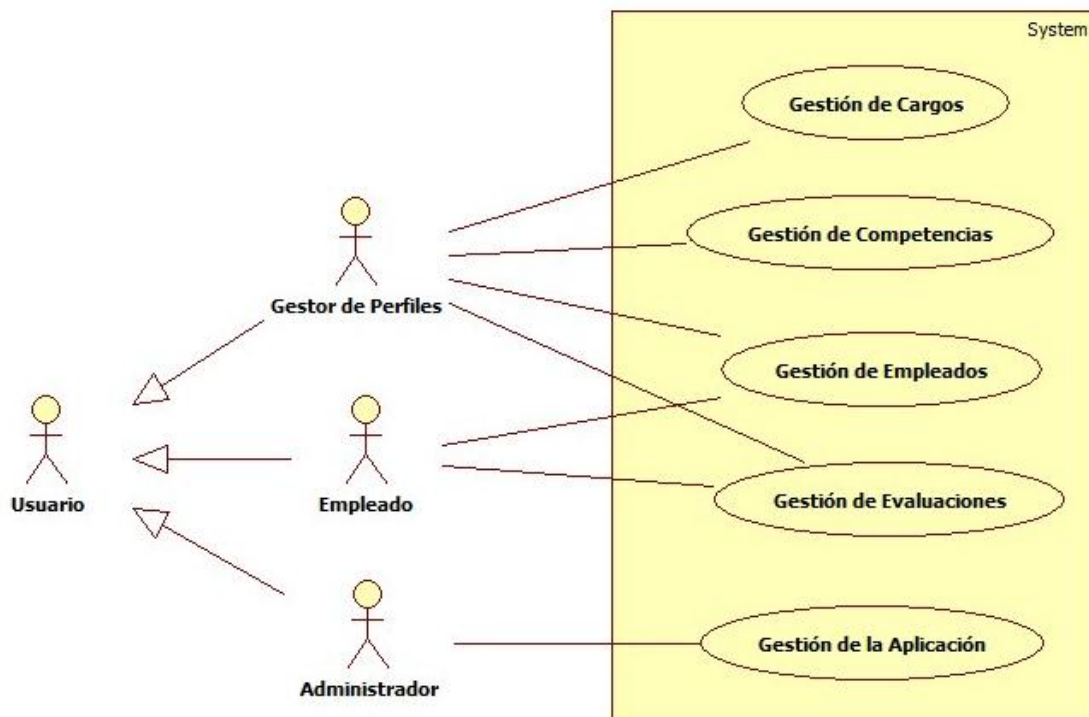 System
Gestión de Cargos
Gestión de Competencias
Gestor de Perfiles
Gestión de Empleados
Usuario
Empleado
Gestión de Evaluaciones
Gestión de la Aplicación
Administrador